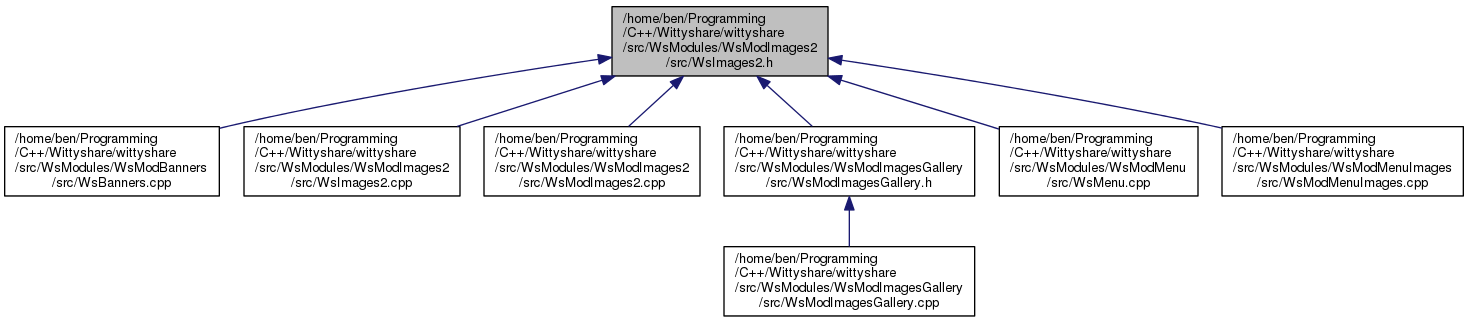 /home/ben/Programming
/C++/Wittyshare/wittyshare
/src/WsModules/WsModImages2
/src/WsImages2.h
/home/ben/Programming
/C++/Wittyshare/wittyshare
/src/WsModules/WsModBanners
/src/WsBanners.cpp
/home/ben/Programming
/C++/Wittyshare/wittyshare
/src/WsModules/WsModImages2
/src/WsImages2.cpp
/home/ben/Programming
/C++/Wittyshare/wittyshare
/src/WsModules/WsModImages2
/src/WsModImages2.cpp
/home/ben/Programming
/C++/Wittyshare/wittyshare
/src/WsModules/WsModImagesGallery
/src/WsModImagesGallery.h
/home/ben/Programming
/C++/Wittyshare/wittyshare
/src/WsModules/WsModMenu
/src/WsMenu.cpp
/home/ben/Programming
/C++/Wittyshare/wittyshare
/src/WsModules/WsModMenuImages
/src/WsModMenuImages.cpp
/home/ben/Programming
/C++/Wittyshare/wittyshare
/src/WsModules/WsModImagesGallery
/src/WsModImagesGallery.cpp